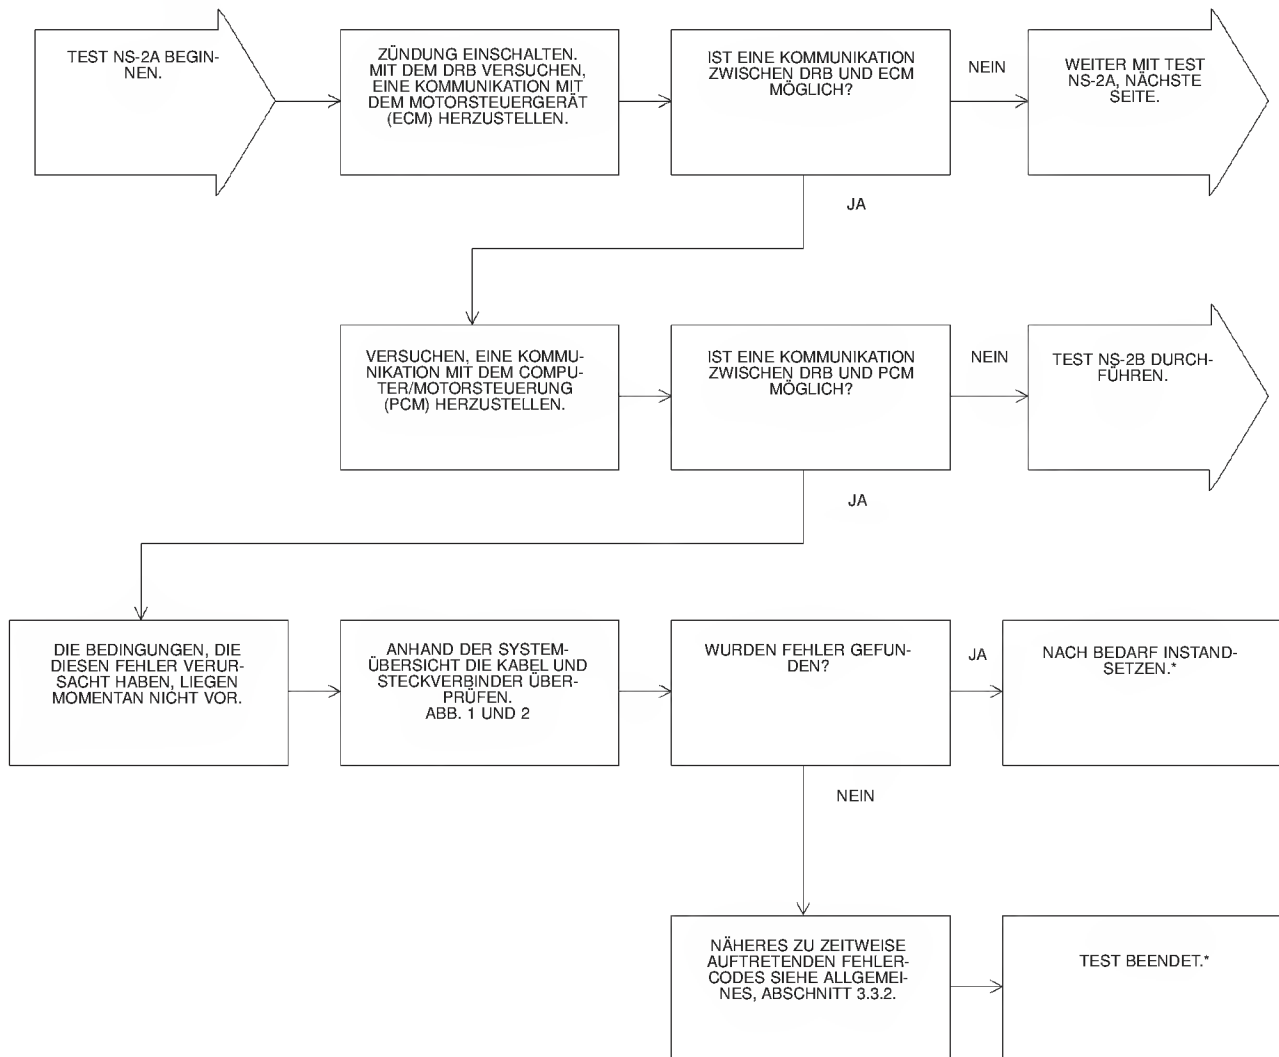 TEST NS-2A BEGIN-
NEN.
ZÜNDUNG EINSCHALTEN.
MIT DEM DRB VERSUCHEN,
EINE KOMMUNIKATION MIT
DEM MOTORSTEUERGERÄT
(ECM) HERZUSTELLEN.
IST EINE KOMMUNIKATION
ZWISCHEN DRB UND ECM
MÖGLICH?
NEIN
WEITER MIT TEST
NS-2A, NÄCHSTE
SEITE.
JA
VERSUCHEN, EINE KOMMU-
NIKATION MIT DEM COMPU-
TER/MOTORSTEUERUNG
(PCM) HERZUSTELLEN.
IST EINE KOMMUNIKATION
ZWISCHEN DRB UND PCM
MÖGLICH?
NEIN
TEST NS-2B DURCH-
FÜHREN.
JA
DIE BEDINGUNGEN, DIE
DIESEN FEHLER VERUR-
SACHT HABEN, LIEGEN
MOMENTAN NICHT VOR.
ANHAND DER SYSTEM-
ÜBERSICHT DIE KABEL UND
STECKVERBINDER ÜBER-
PRÜFEN.
ABB. 1 UND 2
WURDEN FEHLER GEFUN-
DEN?
JA
NACH BEDARF INSTAND-
SETZEN.*
NEIN
NÄHERES ZU ZEITWEISE
AUFTRETENDEN FEHLER-
CODES SIEHE ALLGEMEI-
NES, ABSCHNITT 3.3.2.
TEST BEENDET.*